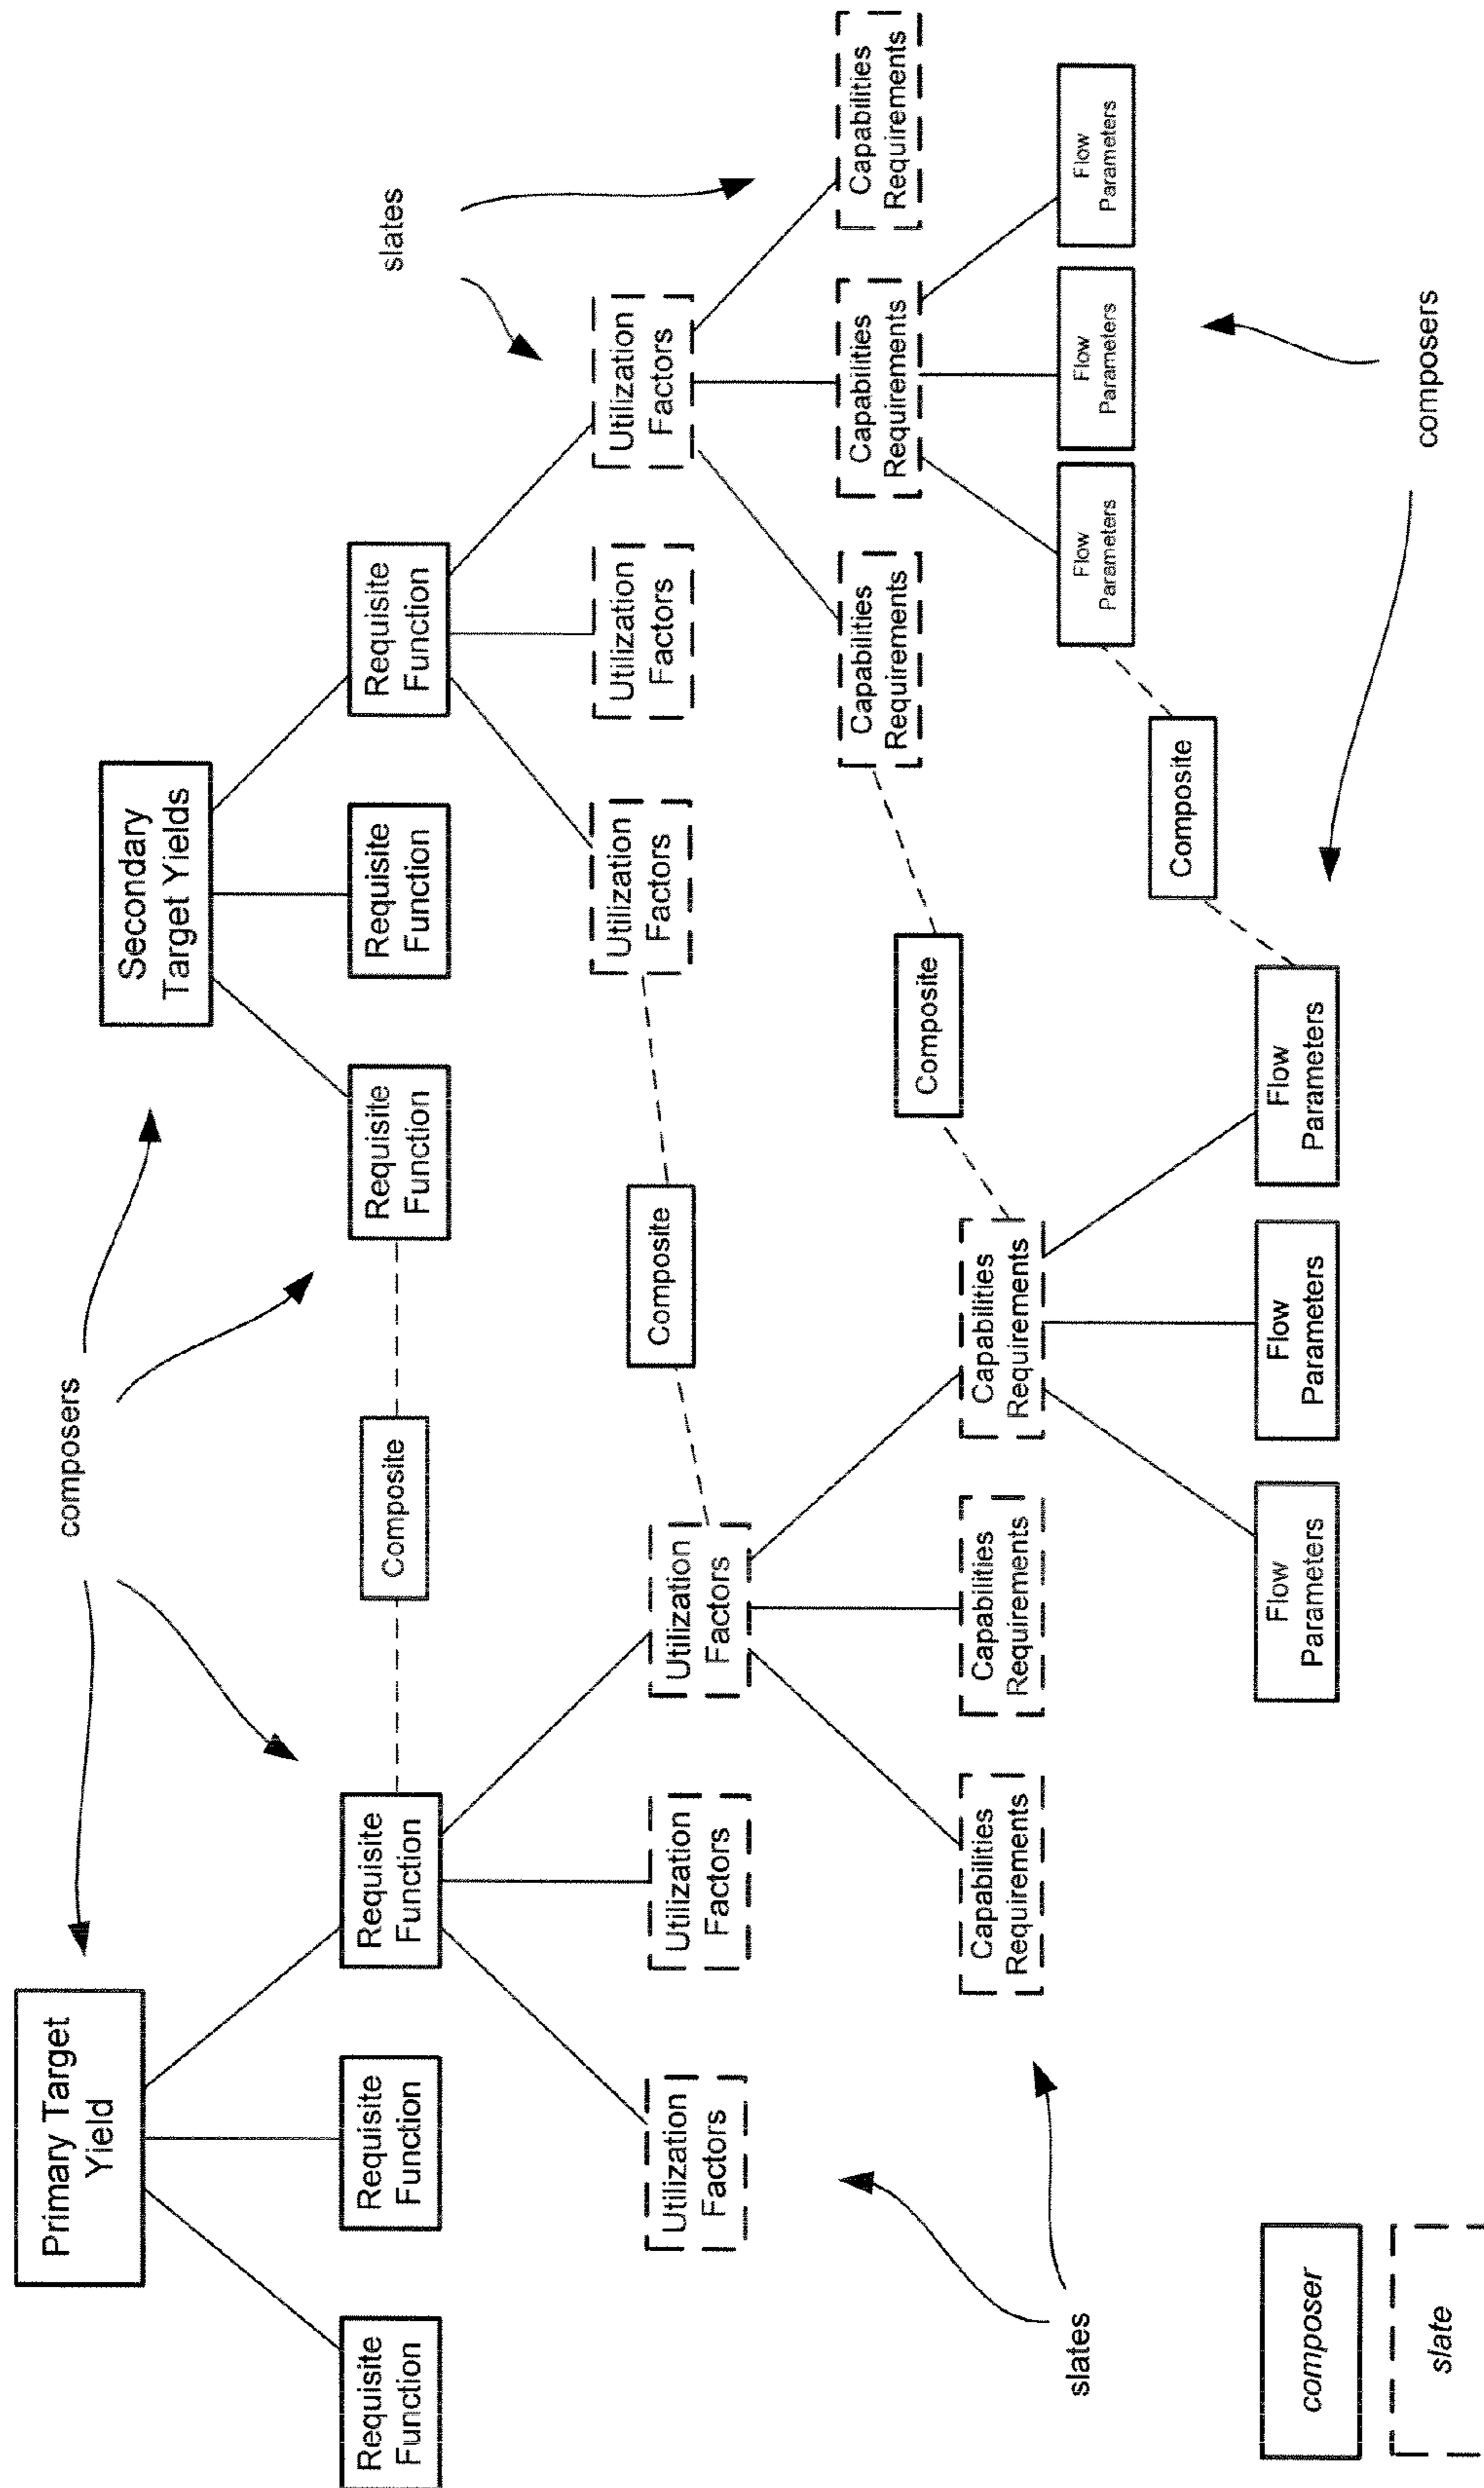 Primary Target
Yield
composers
Secondary
Target Yields
slates
Requisite
Function
Requisite
Function
Requisite
Function
Composite
Requisite
Function
Requisite
Function
Requisite
Function
Utilization
Factors
Utilization
Factors
Utilization
Factors
Composite
Utilization
Factors
Utilization
Factors
Utilization
Factors
Capabilities
Requirements
Capabilities
Requirements
Capabilities
Requirements
Composite
Capabilities
Requirements
Capabilities
Requirements
Capabilities
Requirements
slates
Flow
Parameters
Flow
Parameters
Flow
Parameters
Composite
Flow
Parameters
Flow
Parameters
Flow
Parameters
composers
composer
slate